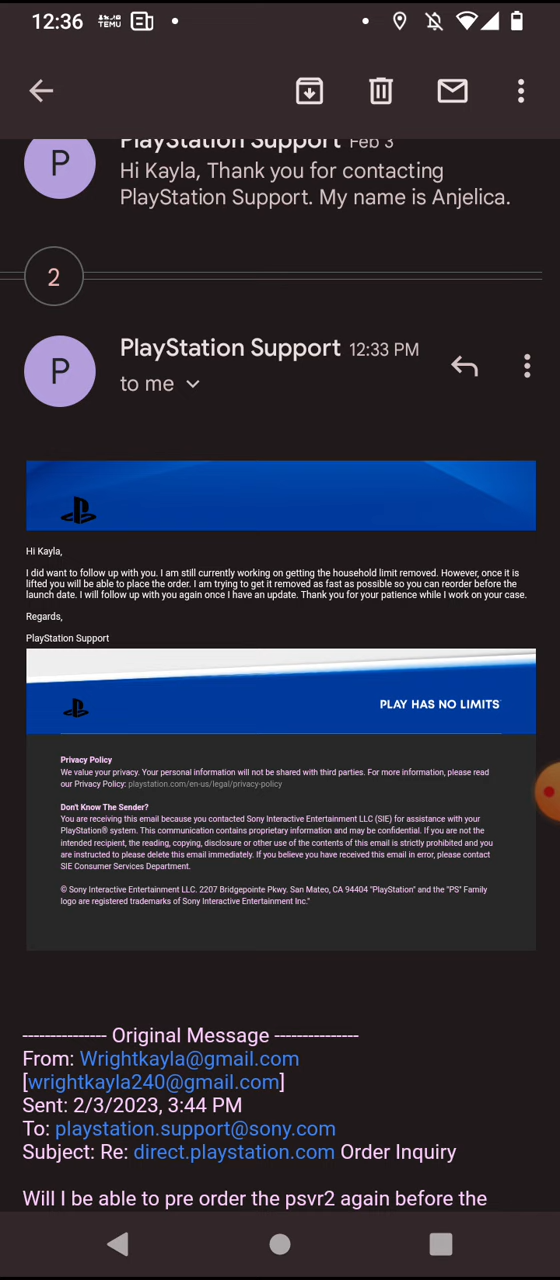 12:36
TEMU
PlayStation Support Feb 3
P
Hi Kayla, Thank you for contacting
PlayStation Support. My name is Anjelica.
2
PlayStation Support 12:33 PM
P
to me
Hi Kayla,
I did want to follow up with you. I am still currently working on getting the household limit removed. However, once it is
lifted you will be able to place the order. I am trying to get it removed as fast as possible so you can reorder before the
launch date. I will follow up with you again once I have an update. Thank you for your patience while I work on your case.
Regards,
PlayStation Support
PLAY HAS NO LIMITS
Privacy Policy
We value your privacy. Your personal information will not be shared with third parties. For more information, please read
our Privacy Policy: playstation.com/en-us/legal/privacy-policy
Don't Know The Sender?
You are receiving this email because you contacted Sony Interactive Entertainment LLC (SIE) for assistance with your
PlayStation® system. This communication contains proprietary information and may be confidential. If you are not the
intended recipient, the reading, copying, disclosure or other use of the contents of this email is strictly prohibited and you
are instructed to please delete this email immediately. If you believe you have received this email in error, please contact
SIE Consumer Services Department.
© Sony Interactive Entertainment LLC. 2207 Bridgepointe Pkwy. San Mateo, CA 94404 "PlayStation" and the "PS" Family
logo are registered trademarks of Sony Interactive Entertainment Inc."
--------------- Original Message ---------------
From: Wrightkayla@gmail.com
[wrightkayla240@gmail.com]
Sent: 2/3/2023, 3:44 PM
To: playstation.support@sony.com
Subject: Re: direct.playstation.com Order Inquiry
Will I be able to pre order the psvr2 again before the